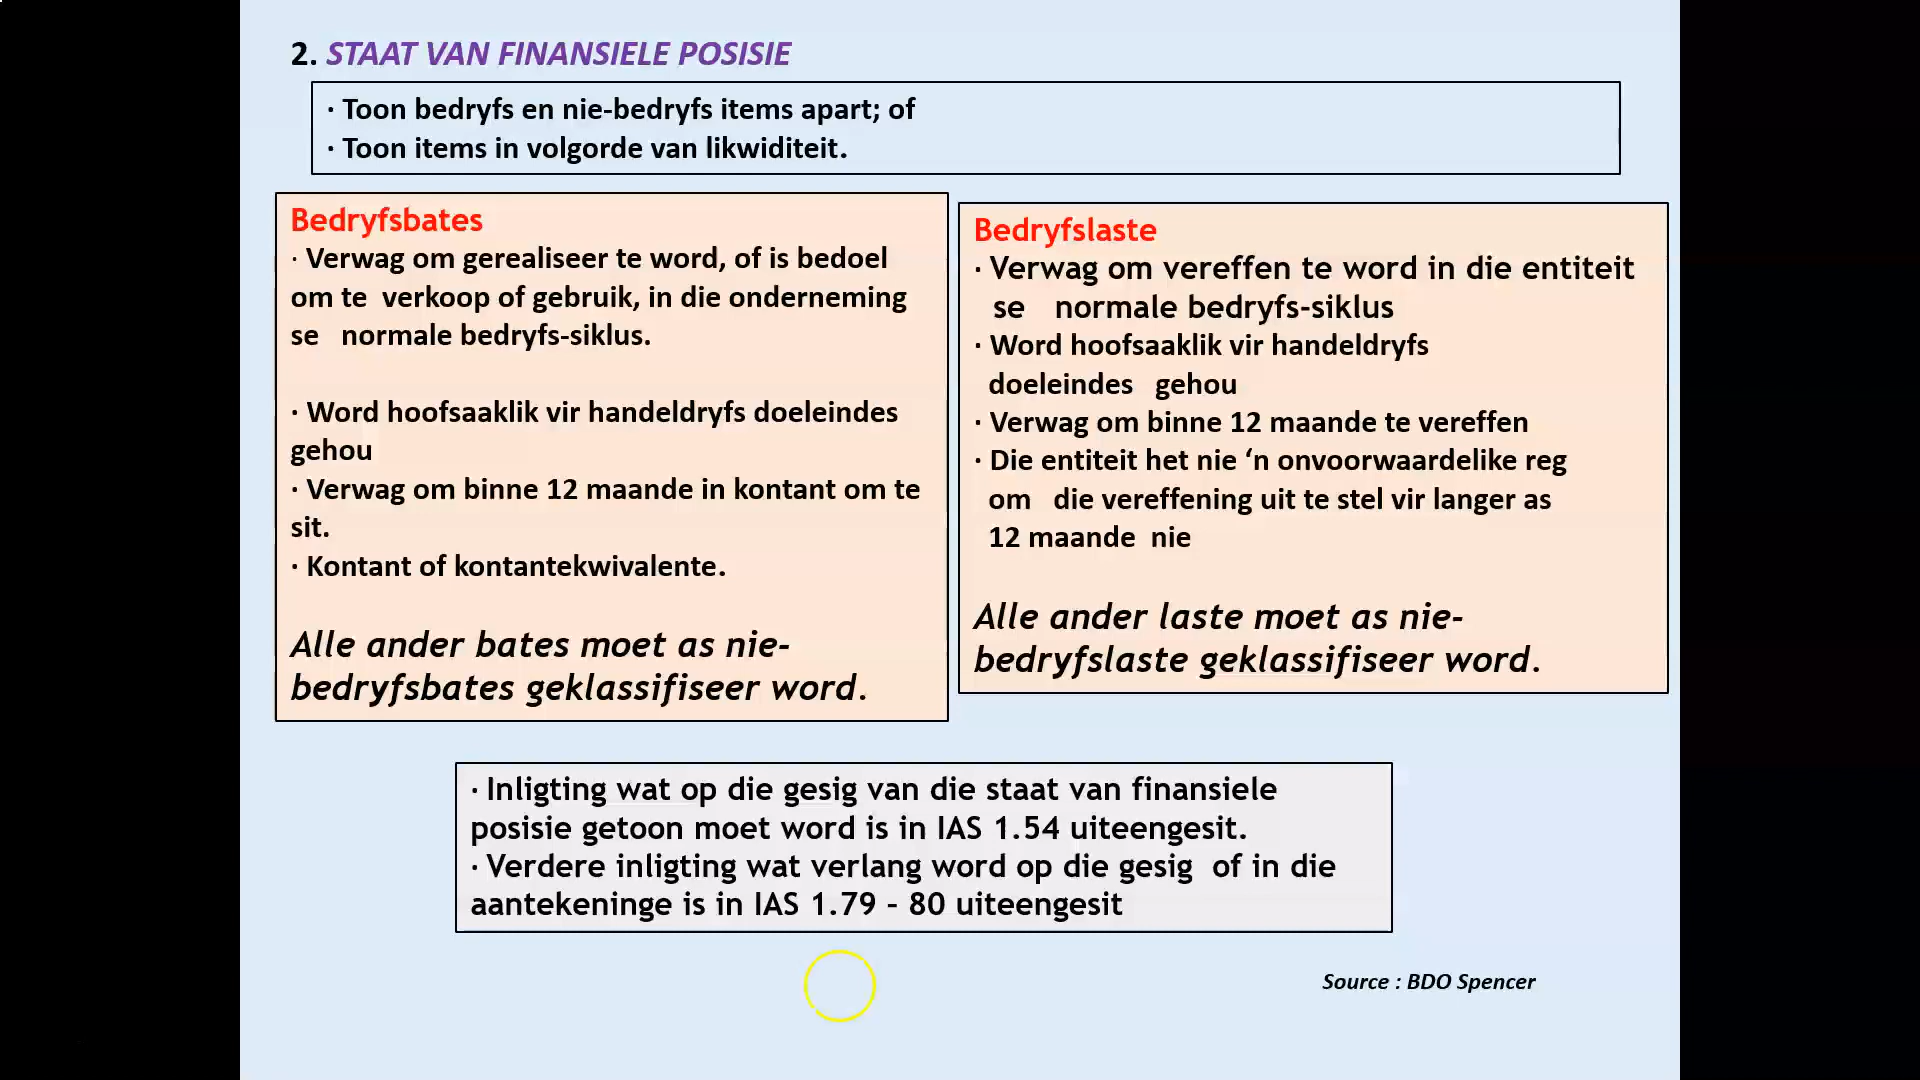 2. STAAT VAN FINANSIELE POSISIE
· Toon bedryfs en nie-bedryfs items apart; of
· Toon items in volgorde van likwiditeit.
Bedryfsbates
· Verwag om gerealiseer te word, of is bedoel
om te verkoop of gebruik, in die onderneming
se normale bedryfs-siklus.
· Word hoofsaaklik vir handeldryfs doeleindes
gehou
· Verwag om binne 12 maande in kontant om te
sit.
· Kontant of kontantekwivalente.
Alle ander bates moet as nie-
bedryfsbates geklassifiseer word.
Bedryfslaste
· Verwag om vereffen te word in die entiteit
se normale bedryfs-siklus
· Word hoofsaaklik vir handeldryfs
doeleindes gehou
· Verwag om binne 12 maande te vereffen
· Die entiteit het nie ‘n onvoorwaardelike reg
om die vereffening uit te stel vir langer as
12 maande nie
Alle ander laste moet as nie-
bedryfslaste geklassifiseer word.
· Inligting wat op die gesig van die staat van finansiele
posisie getoon moet word is in IAS 1.54 uiteengesit.
· Verdere inligting wat verlang word op die gesig of in die
aantekeninge is in IAS 1.79 - 80 uiteengesit
Source : BDO Spencer